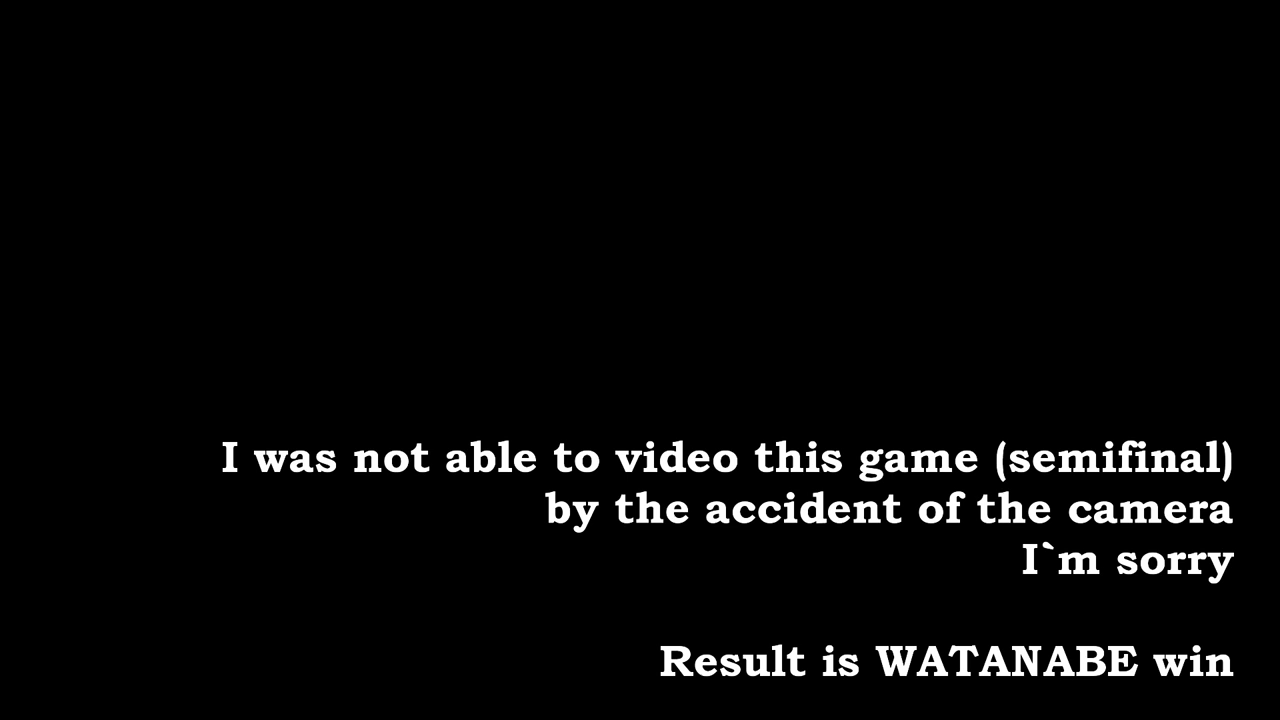 I was not able to video this game (semifinal)
by the accident of the camera
I`m sorry
Result is WATANABE win